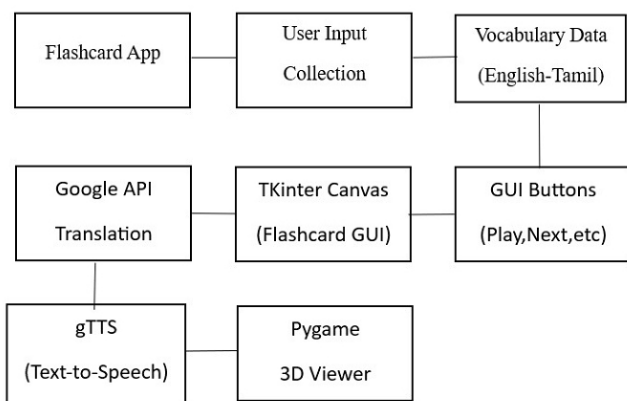 Flashcard App
User Input
Collection
Vocabulary Data
(English-Tamil)
Google API
Translation
TKinter Canvas
(Flashcard GUI)
GUI Buttons
(Play,Next,etc)
gTTS
(Text-to-Speech)
Pygame
3D Viewer